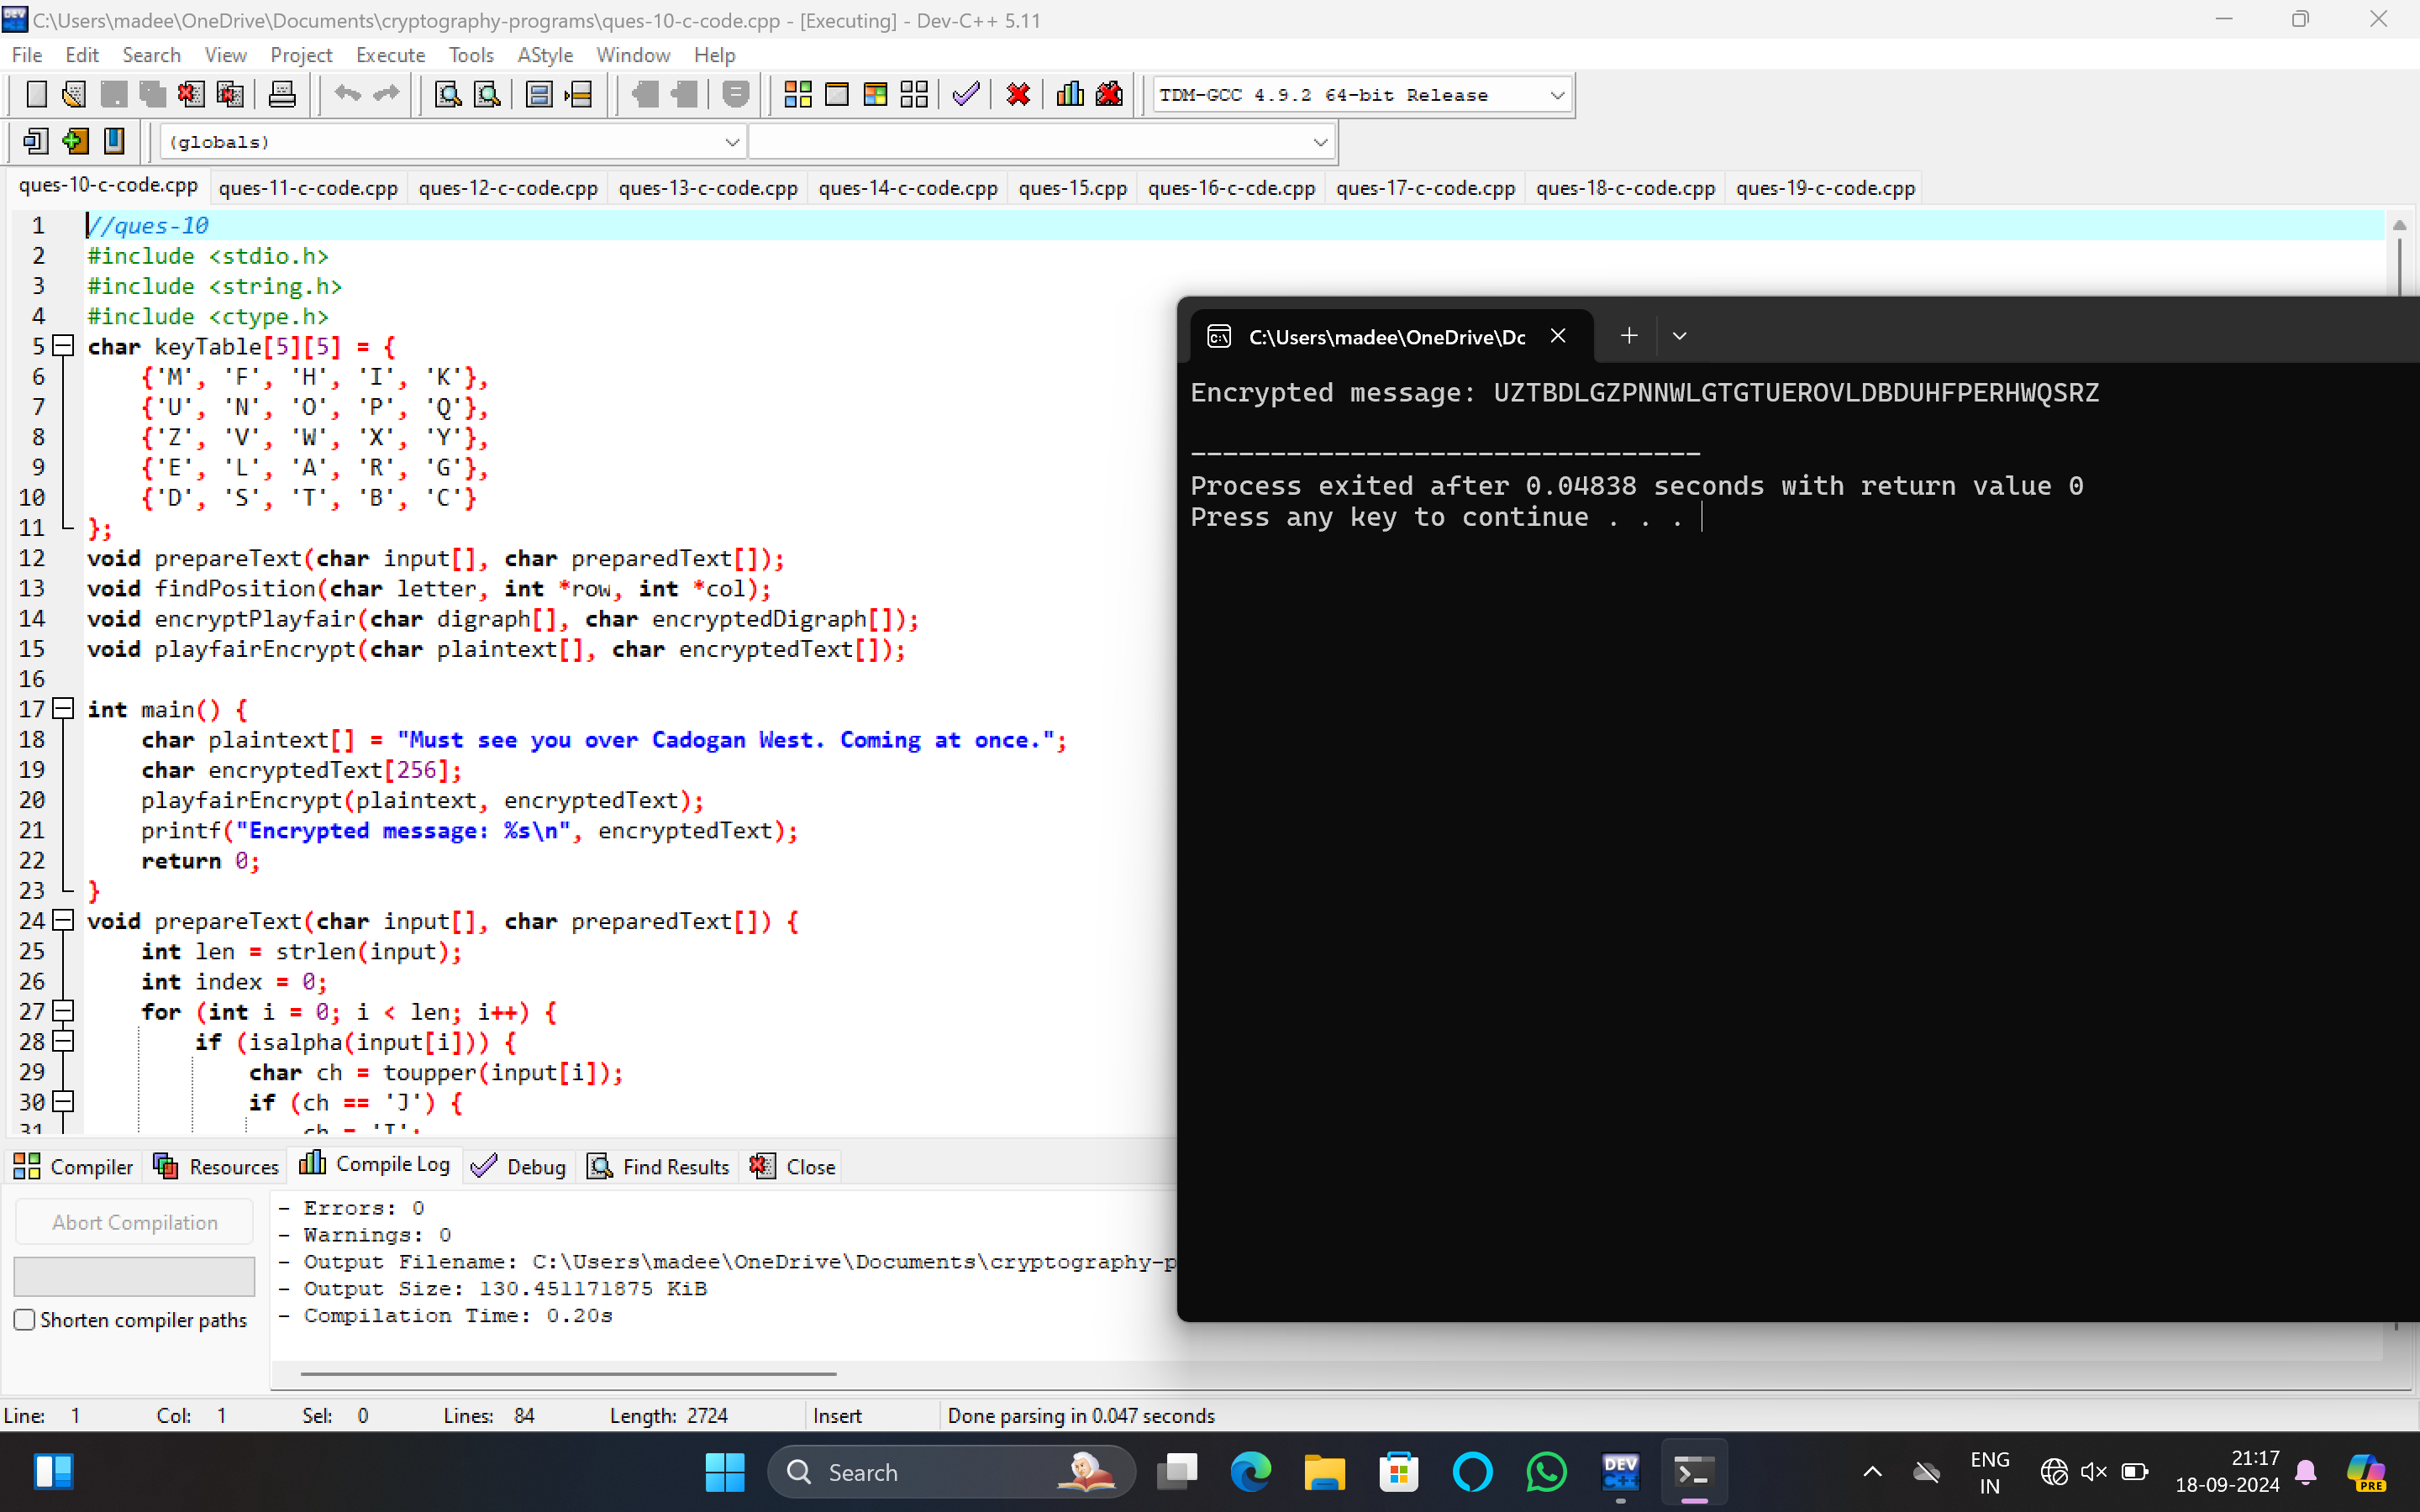 C:\Users\madee\OneDrive\Documents\cryptography-programs\ques-10-c-code.cpp - [Executing] - Dev-C++ 5.11
File Edit Search View Project Execute Tools AStyle Window Help
TDM-GCC 4.9.2 64-bit Release
(globals)
ques-10-c-code.cpp ques-11-c-code.cpp ques-12-c-code.cpp ques-13-c-code.cpp ques-14-c-code.cpp ques-15.cpp ques-16-c-cde.cpp ques-17-c-code.cpp ques-18-c-code.cpp ques-19-c-code.cpp
1 //ques-10
2 #include <stdio.h>
3 #include <string.h>
4 #include <ctype.h>
5 char keyTable[5][5] = {
6 {'M', 'F', 'H', 'I', 'K'},
7 {'U', 'N', 'O', 'P', 'Q'},
8 {'Z', 'V', 'W', 'X', 'Y'},
9 {'E', 'L', 'A', 'R', 'G'},
10 {'D', 'S', 'T', 'B', 'C'}
11 };
12 void prepareText(char input[], char preparedText[]);
13 void findPosition(char letter, int *row, int *col);
14 void encryptPlayfair(char digraph[], char encryptedDigraph[]);
15 void playfairEncrypt(char plaintext[], char encryptedText[]);
16
17 int main() {
18 char plaintext[] = "Must see you over Cadogan West. Coming at once.";
19 char encryptedText[256];
20 playfairEncrypt(plaintext, encryptedText);
21 printf("Encrypted message: %s\n", encryptedText);
22 return 0;
23 }
24 void prepareText(char input[], char preparedText[]) {
25 int len = strlen(input);
26 int index = 0;
27 for (int i = 0; i < len; i++) {
28 if (isalpha(input[i])) {
29 char ch = toupper(input[i]);
30 if (ch == 'J') {
31 ch = 'I';
C:\Users\madee\OneDrive\Dc
Encrypted message: UZTBDLGZPNNWLGTGTUEROVLDBDUHFPERHWQSRZ
--------------------------------
Process exited after 0.04838 seconds with return value 0
Press any key to continue . . .
Compiler Resources Compile Log Debug Find Results Close
Abort Compilation
Shorten compiler paths
- Errors: 0
- Warnings: 0
- Output Filename: C:\Users\madee\OneDrive\Documents\cryptography-p
- Output Size: 130.451171875 KiB
- Compilation Time: 0.20s
Line: 1 Col: 1 Sel: 0 Lines: 84 Length: 2724 Insert Done parsing in 0.047 seconds
Search
DEV C++
ENG
IN
21:17
18-09-2024
PRE